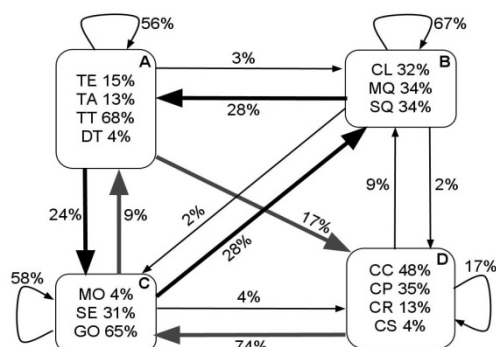 56%
67%
A
TE 15%
TA 13%
TT 68%
DT 4%
3%
B
CL 32%
MQ 34%
SQ 34%
28%
24%
9%
2%
28%
17%
9%
2%
58%
C
MO 4%
SE 31%
GO 65%
4%
74%
D
CC 48%
CP 35%
CR 13%
CS 4%
17%